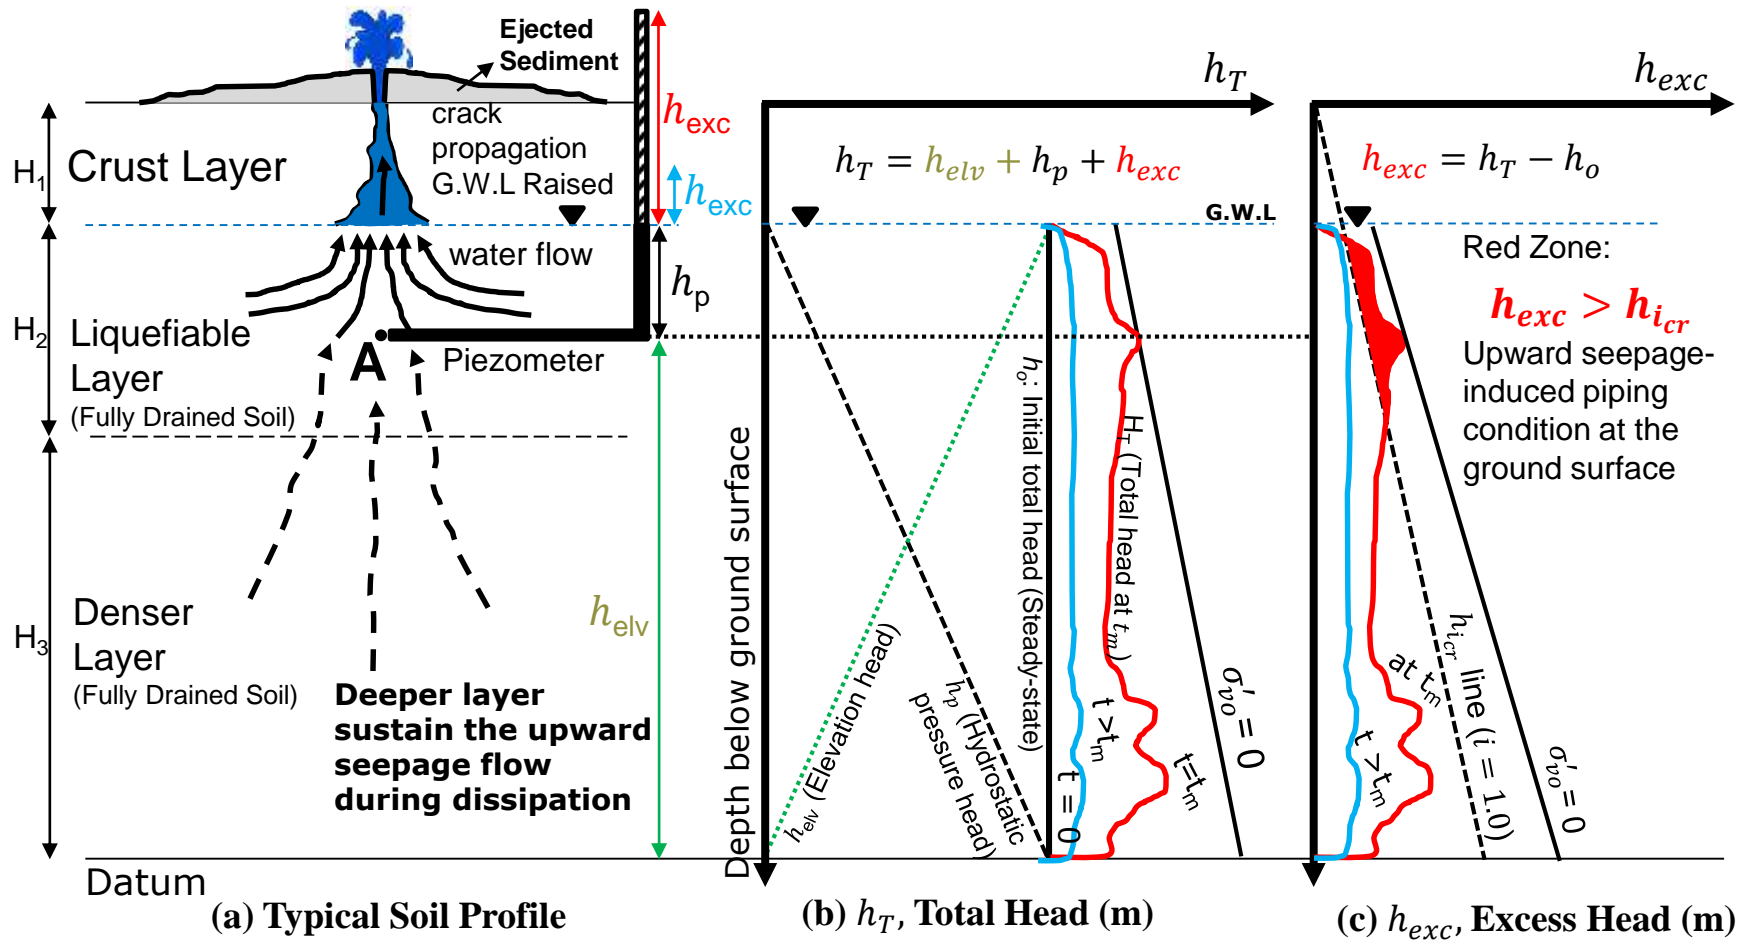 Ejected
Sediment
crack
propagation
G.W.L Raised
h_exc
h_exc
H₁
Crust Layer
water flow
h_p
H₂
Liquefiable
Layer
(Fully Drained Soil)
A
Piezometer
H₃
Denser
Layer
(Fully Drained Soil)
h_elv
Deeper layer
sustain the upward
seepage flow
during dissipation
Datum
(a) Typical Soil Profile
h_T
h_T = h_elv + h_p + h_exc
G.W.L
Depth below ground surface
h_elv (Elevation head)
h_p (Hydrostatic
pressure head)
h_o: Initial total head (Steady-state)
H_T (Total head at t_m)
t = 0
t >t_m
t=t_m
σ′_vo = 0
(b) h_T, Total Head (m)
h_exc
h_exc = h_T − h_o
Red Zone:
h_exc > h_i_cr
Upward seepage-
induced piping
condition at the
ground surface
h_i_cr line (i = 1.0)
at t_m
t >t_m
σ′_vo = 0
(c) h_exc, Excess Head (m)